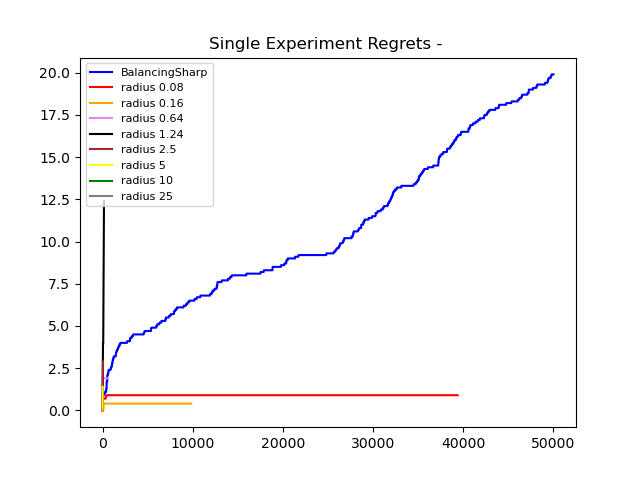 Single Experiment Regrets -
20.0
17.5
15.0
12.5
10.0
7.5
5.0
2.5
0.0
BalancingSharp
radius 0.08
radius 0.16
radius 0.64
radius 1.24
radius 2.5
radius 5
radius 10
radius 25
0 10000 20000 30000 40000 50000